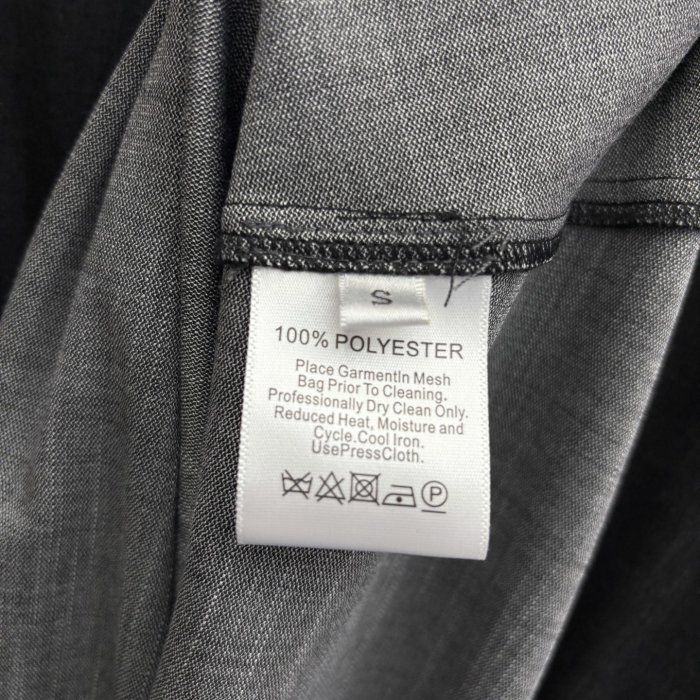 S
100% POLYESTER
Place GarmentIn Mesh
Bag Prior To Cleaning.
Professionally Dry Clean Only.
Reduced Heat, Moisture and
Cycle.Cool Iron.
UsePressCloth.
P